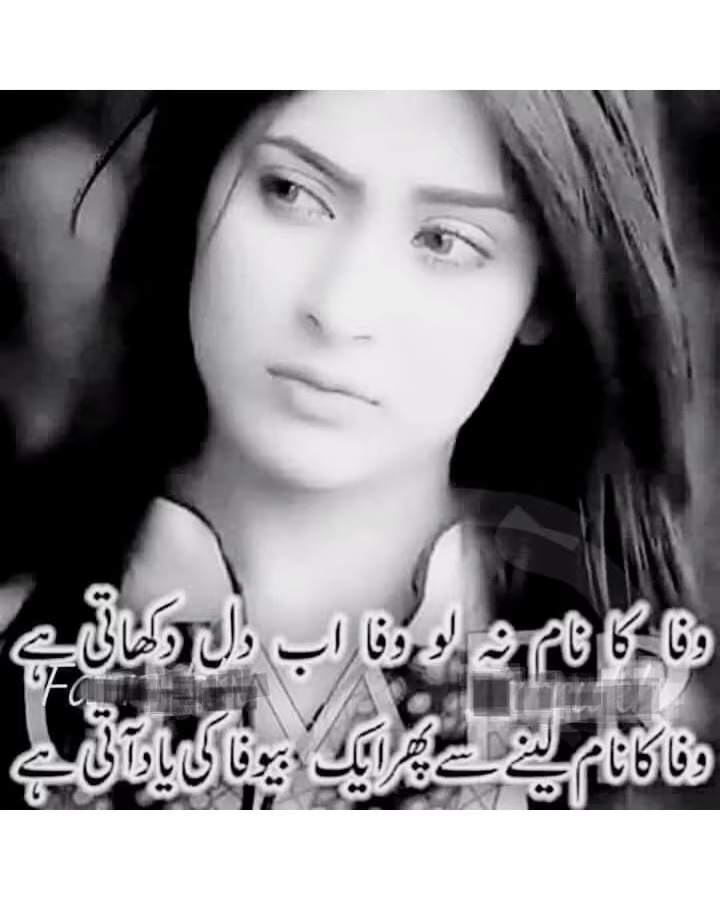 وفا کا نام نہ لو وفا اب دل دکھاتی ہے
وفا کا نام لینے سے پھر ایک بیوفا کی یاد آتی ہے